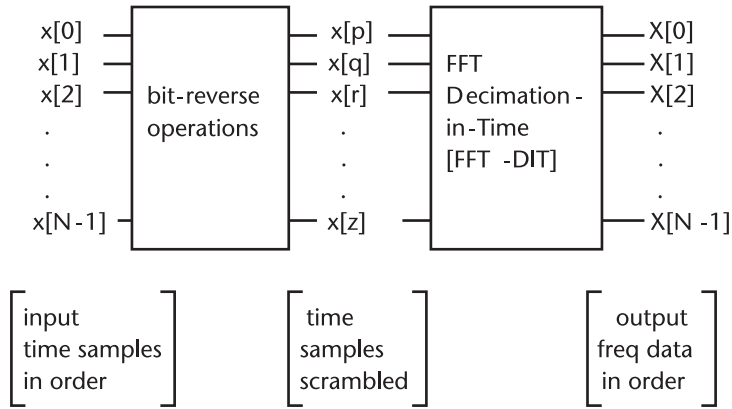 x[0] x[p] X[0]
x[1] x[q] FFT X[1]
x[2] bit-reverse x[r] Decimation - X[2]
. operations . in-Time .
. . [FFT -DIT] .
. . .
x[N -1] x[z] X[N -1]
input time output
time samples samples freq data
in order scrambled in order